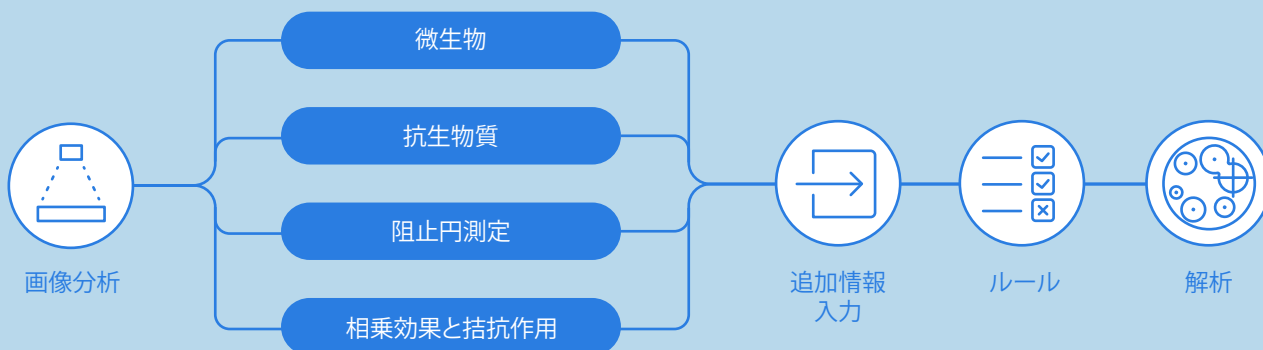 微生物
抗生物質
阻止円測定
相乗効果と拮抗作用
画像分析
追加情報
入力
ルール
解析